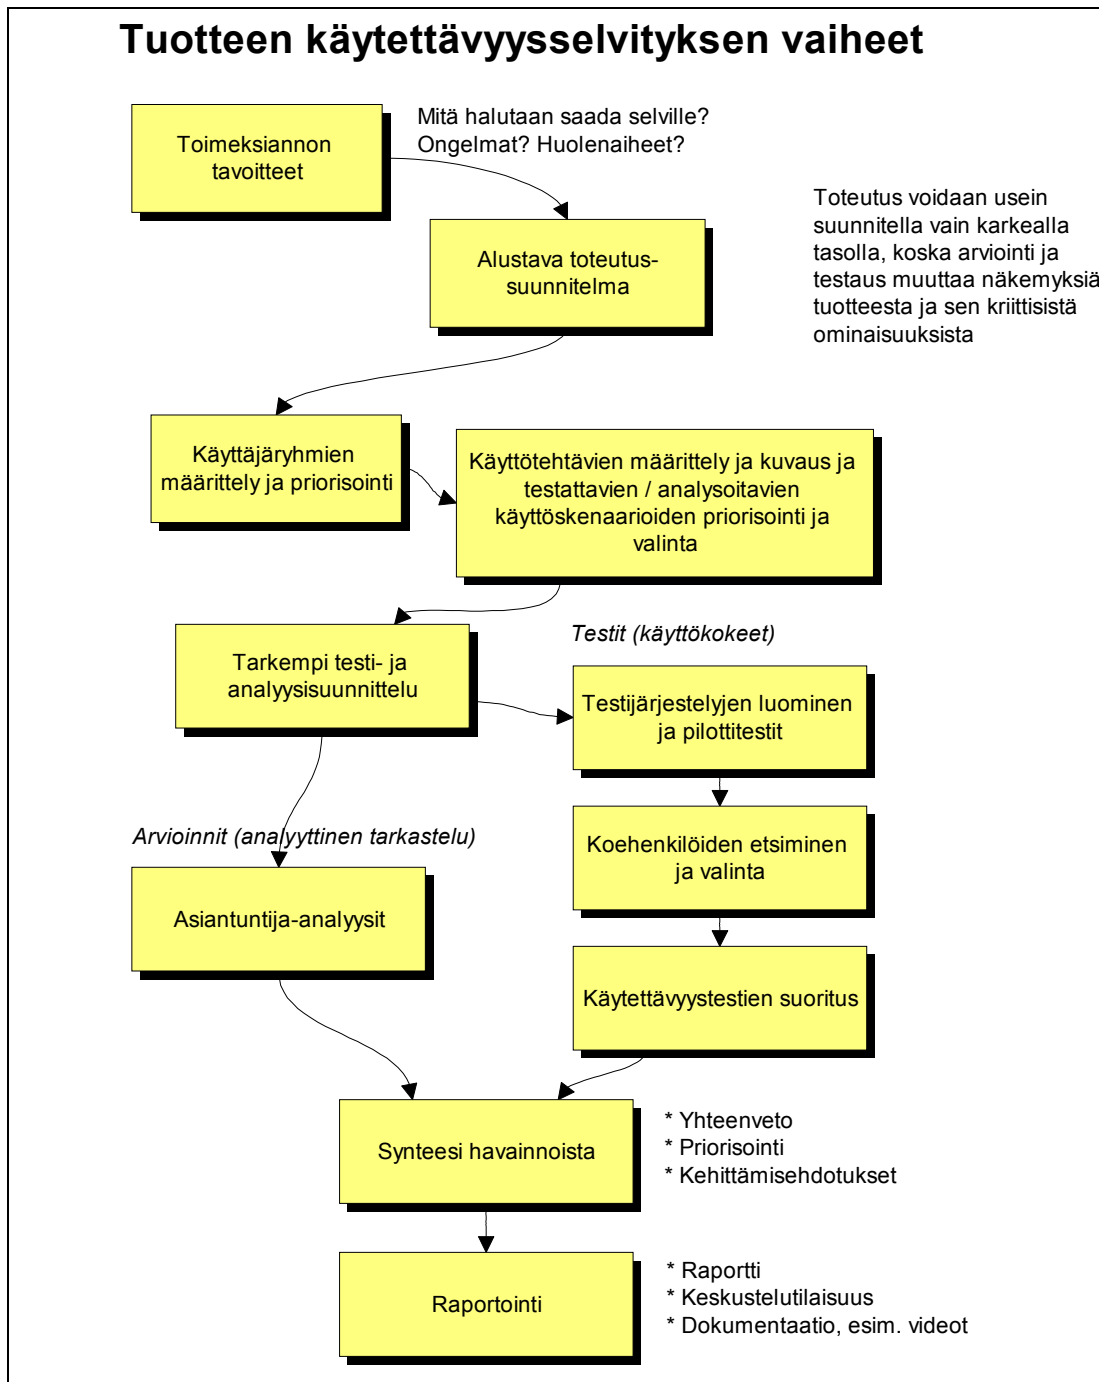 Tuotteen käytettävyysselvityksen vaiheet
Toimeksiannon
tavoitteet
Mitä halutaan saada selville?
Ongelmat? Huolenaiheet?
Alustava toteutus-
suunnitelma
Toteutus voidaan usein
suunnitella vain karkealla
tasolla, koska arviointi ja
testaus muuttaa näkemyksiä
tuotteesta ja sen kriittisistä
ominaisuuksista
Käyttäjäryhmien
määrittely ja priorisointi
Käyttötehtävien määrittely ja kuvaus ja
testattavien / analysoitavien
käyttöskenaarioiden priorisointi ja
valinta
Tarkempi testi- ja
analyysisuunnittelu
Testit (käyttökokeet)
Testijärjestelyjen luominen
ja pilottitestit
Koehenkilöiden etsiminen
ja valinta
Käytettävyystestien suoritus
Arvioinnit (analyyttinen tarkastelu)
Asiantuntija-analyysit
Synteesi havainnoista
* Yhteenveto
* Priorisointi
* Kehittämisehdotukset
Raportointi
* Raportti
* Keskustelutilaisuus
* Dokumentaatio, esim. videot